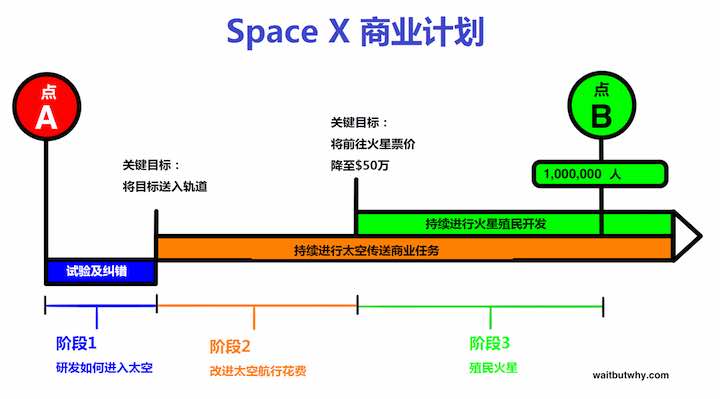 Space X 商业计划
点
A
点
B
关键目标：
将前往火星票价
降至$50万
关键目标：
将目标送入轨道
1,000,000 人
持续进行火星殖民开发
持续进行太空传送商业任务
试验及纠错
阶段1
研发如何进入太空
阶段2
改进太空航行花费
阶段3
殖民火星
waitbutwhy.com